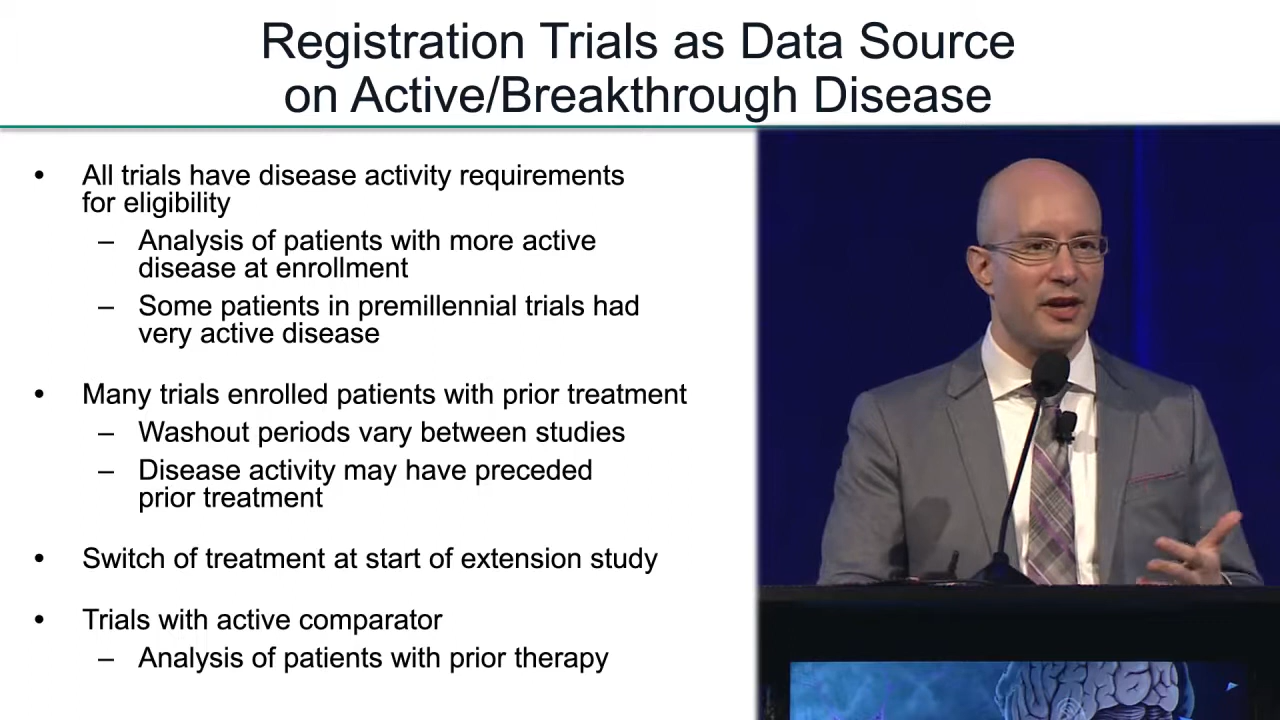 Registration Trials as Data Source
on Active/Breakthrough Disease
• All trials have disease activity requirements
for eligibility
– Analysis of patients with more active
disease at enrollment
– Some patients in premillennial trials had
very active disease
• Many trials enrolled patients with prior treatment
– Washout periods vary between studies
– Disease activity may have preceded
prior treatment
• Switch of treatment at start of extension study
• Trials with active comparator
– Analysis of patients with prior therapy